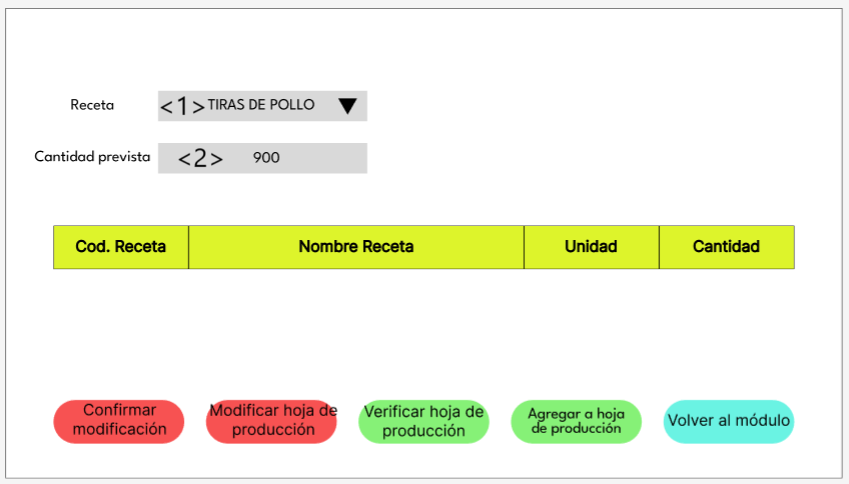 Receta <1> TIRAS DE POLLO
Cantidad prevista <2> 900
Cod. Receta Nombre Receta Unidad Cantidad
Confirmar
modificación
Modificar hoja de
producción
Verificar hoja de
producción
Agregar a hoja
de producción
Volver al módulo